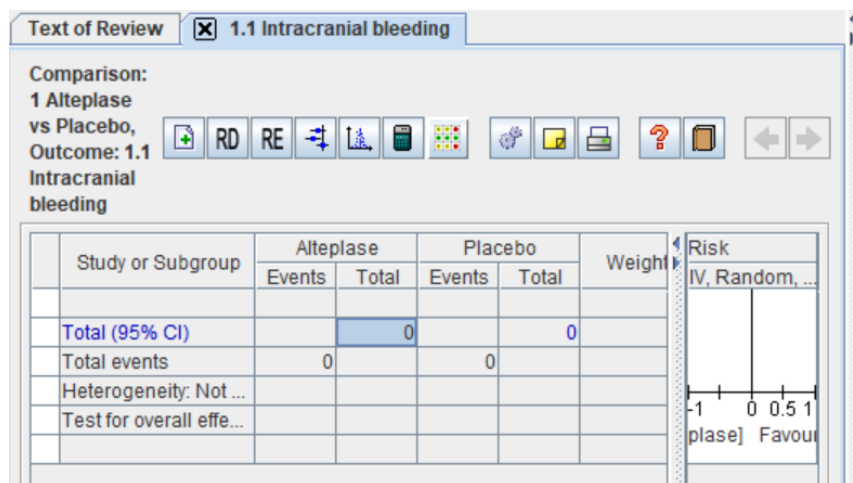 Text of Review
1.1 Intracranial bleeding
Comparison:
1 Alteplase
vs Placebo,
Outcome: 1.1
Intracranial
bleeding
RD RE ?
Study or Subgroup Alteplase Placebo Weight Risk
Events Total Events Total IV, Random, ...
Total (95% CI) 0 0
Total events 0 0
Heterogeneity: Not ...
Test for overall effe...
-1 0 0.5 1
plase] Favour